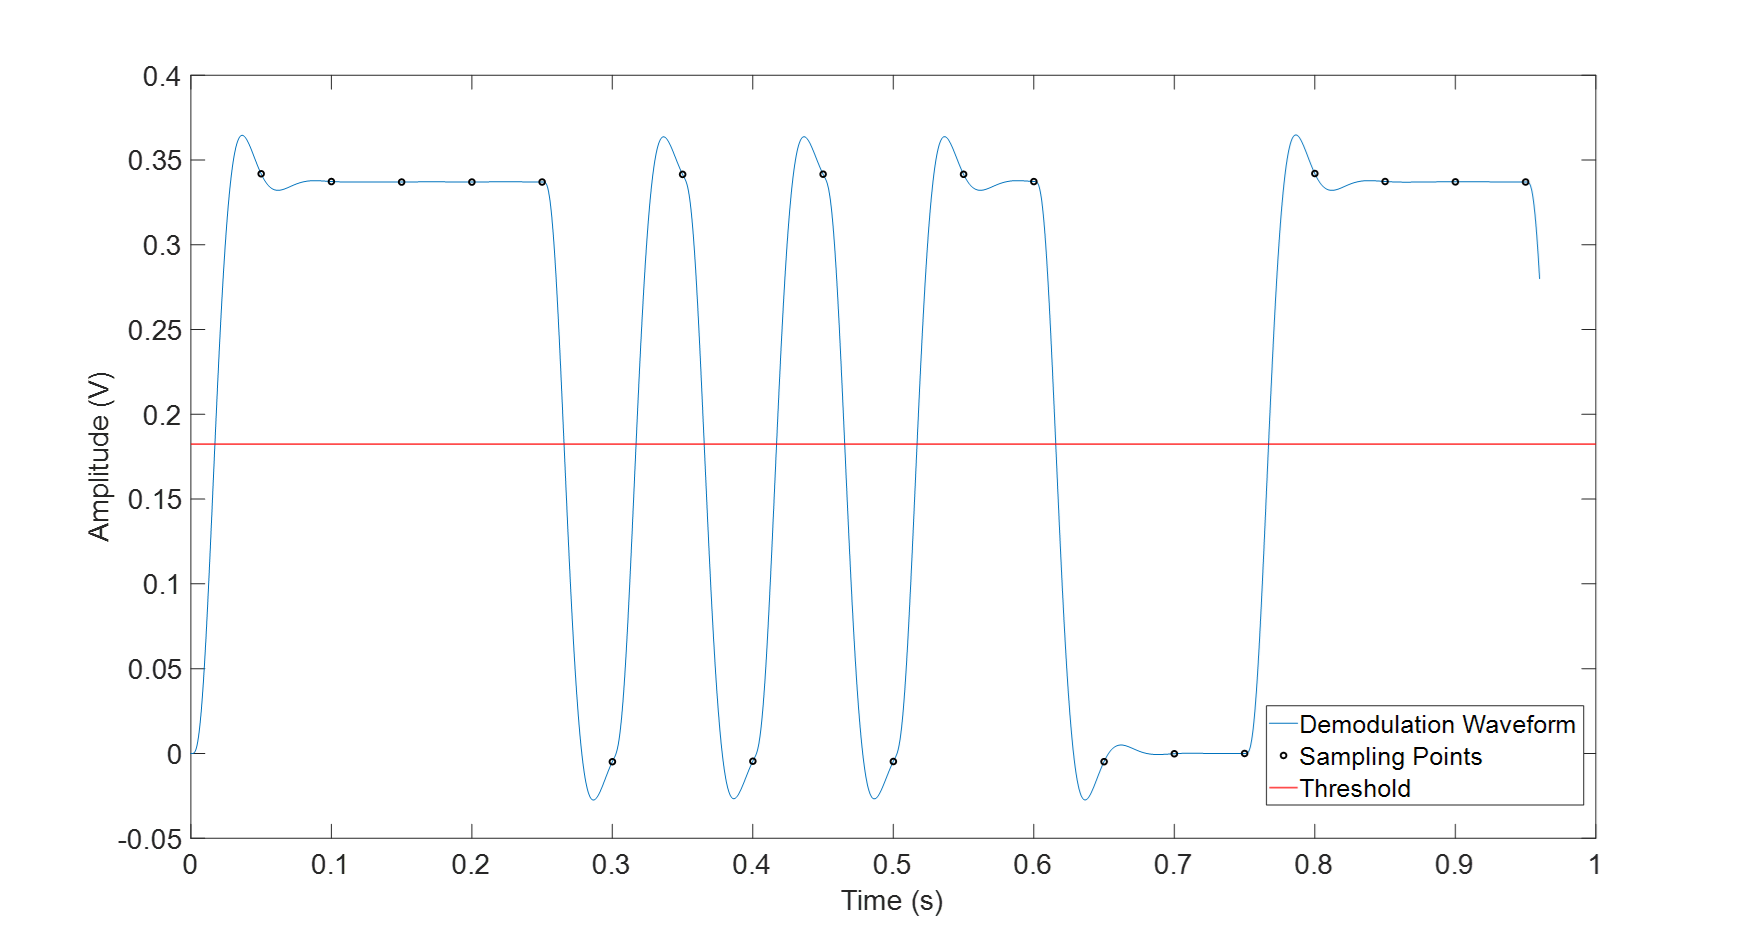 0.4
0.35
0.3
0.25
0.2
0.15
0.1
0.05
0
-0.05
Amplitude (V)
0 0.1 0.2 0.3 0.4 0.5 0.6 0.7 0.8 0.9 1
Time (s)
Demodulation Waveform
Sampling Points
Threshold